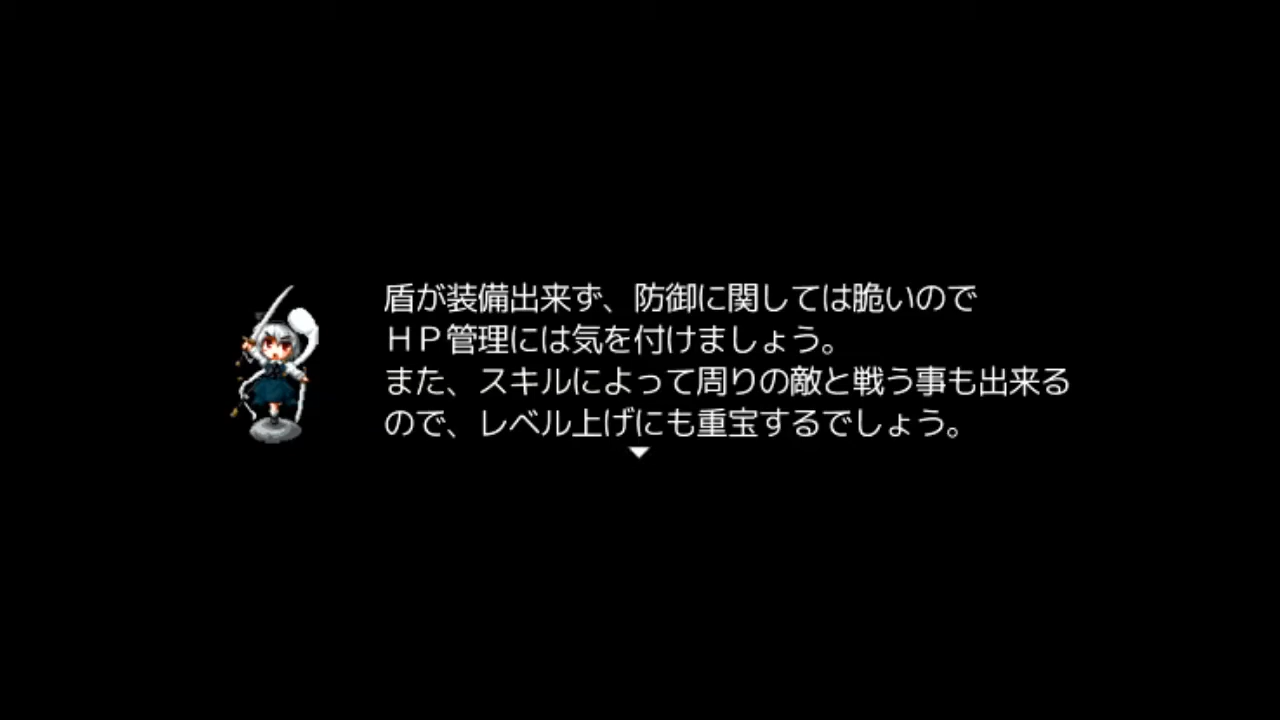 盾が装備出来ず、防御に関しては脆いので
ＨＰ管理には気を付けましょう。
また、スキルによって周りの敵と戦う事も出来る
ので、レベル上げにも重宝するでしょう。